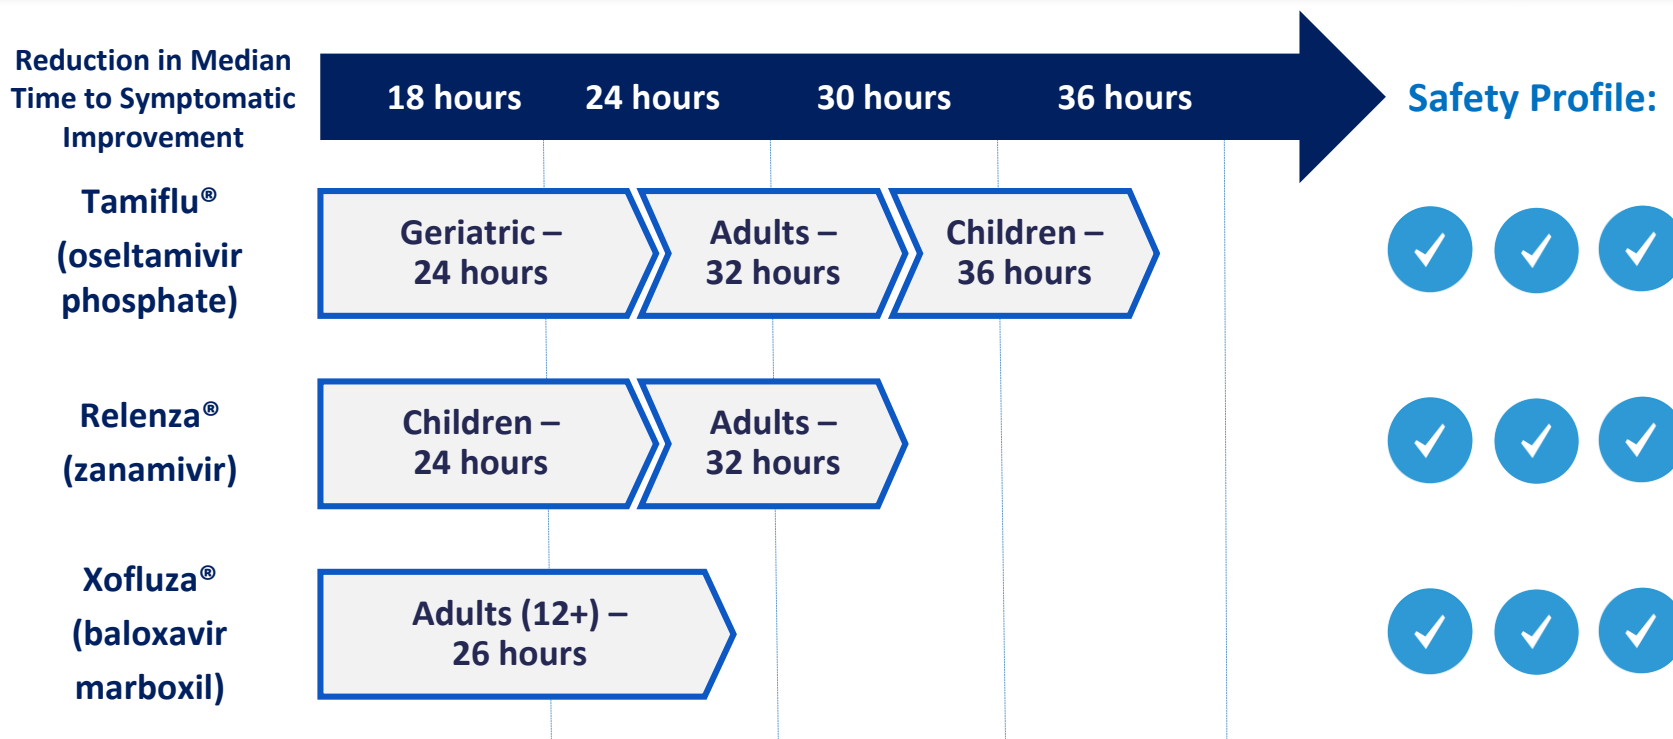 Reduction in Median
Time to Symptomatic
Improvement
18 hours 24 hours 30 hours 36 hours
Safety Profile:
Tamiflu®
(oseltamivir
phosphate)
Geriatric –
24 hours
Adults –
32 hours
Children –
36 hours
Relenza®
(zanamivir)
Children –
24 hours
Adults –
32 hours
Xofluza®
(baloxavir
marboxil)
Adults (12+) –
26 hours